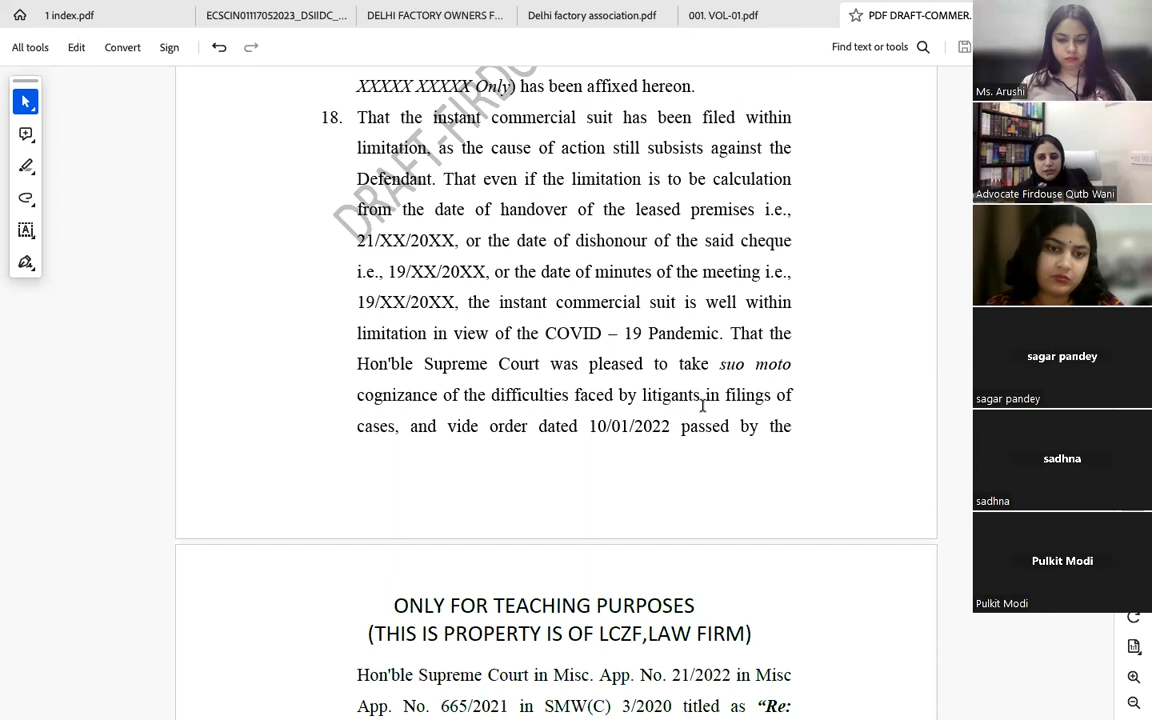 1 index.pdf
ECSCIN01117052023_DSIIDC_...
DELHI FACTORY OWNERS F...
Delhi factory association.pdf
001. VOL-01.pdf
PDF DRAFT-COMMER.
All tools
Edit
Convert
Sign
Find text or tools
XXXXX XXXXX Only) has been affixed hereon.
18. That the instant commercial suit has been filed within
limitation, as the cause of action still subsists against the
Defendant. That even if the limitation is to be calculation
from the date of handover of the leased premises i.e.,
21/XX/20XX, or the date of dishonour of the said cheque
i.e., 19/XX/20XX, or the date of minutes of the meeting i.e.,
19/XX/20XX, the instant commercial suit is well within
limitation in view of the COVID – 19 Pandemic. That the
Hon'ble Supreme Court was pleased to take suo moto
cognizance of the difficulties faced by litigants in filings of
cases, and vide order dated 10/01/2022 passed by the
ONLY FOR TEACHING PURPOSES
(THIS IS PROPERTY IS OF LCZF,LAW FIRM)
Hon'ble Supreme Court in Misc. App. No. 21/2022 in Misc
App. No. 665/2021 in SMW(C) 3/2020 titled as “Re:
Ms. Arushi
Advocate Firdouse Qutb Wani
sagar pandey
sagar pandey
sadhna
sadhna
Pulkit Modi
Pulkit Modi